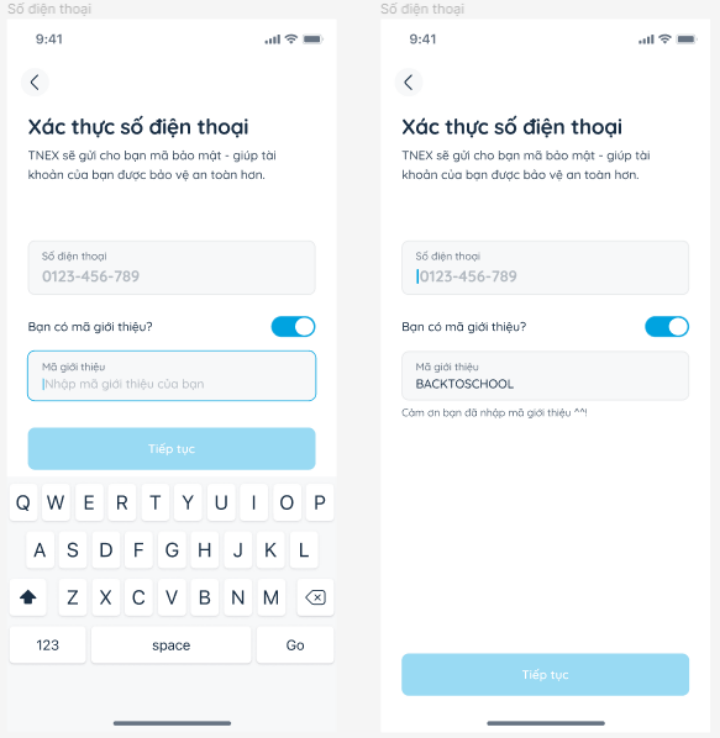 Số điện thoại
9:41
Xác thực số điện thoại
TNEX sẽ gửi cho bạn mã bảo mật - giúp tài
khoản của bạn được bảo vệ an toàn hơn.
Số điện thoại
0123-456-789
Bạn có mã giới thiệu?
Mã giới thiệu
Nhập mã giới thiệu của bạn
Tiếp tục
Q W E R T Y U I O P
A S D F G H J K L
Z X C V B N M
123 space Go
Số điện thoại
9:41
Xác thực số điện thoại
TNEX sẽ gửi cho bạn mã bảo mật - giúp tài
khoản của bạn được bảo vệ an toàn hơn.
Số điện thoại
0123-456-789
Bạn có mã giới thiệu?
Mã giới thiệu
BACKTOSCHOOL
Cảm ơn bạn đã nhập mã giới thiệu ^^!
Tiếp tục